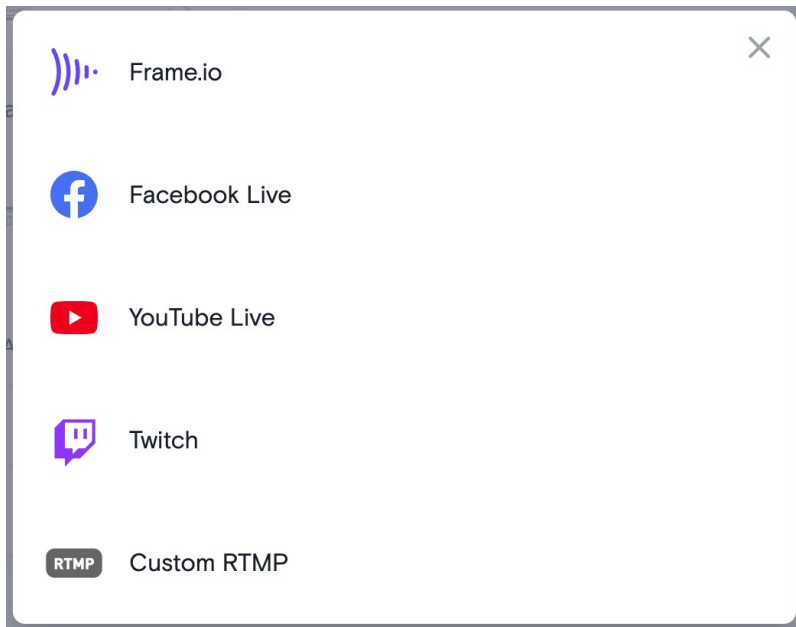 Frame.io
Facebook Live
YouTube Live
Twitch
RTMP Custom RTMP